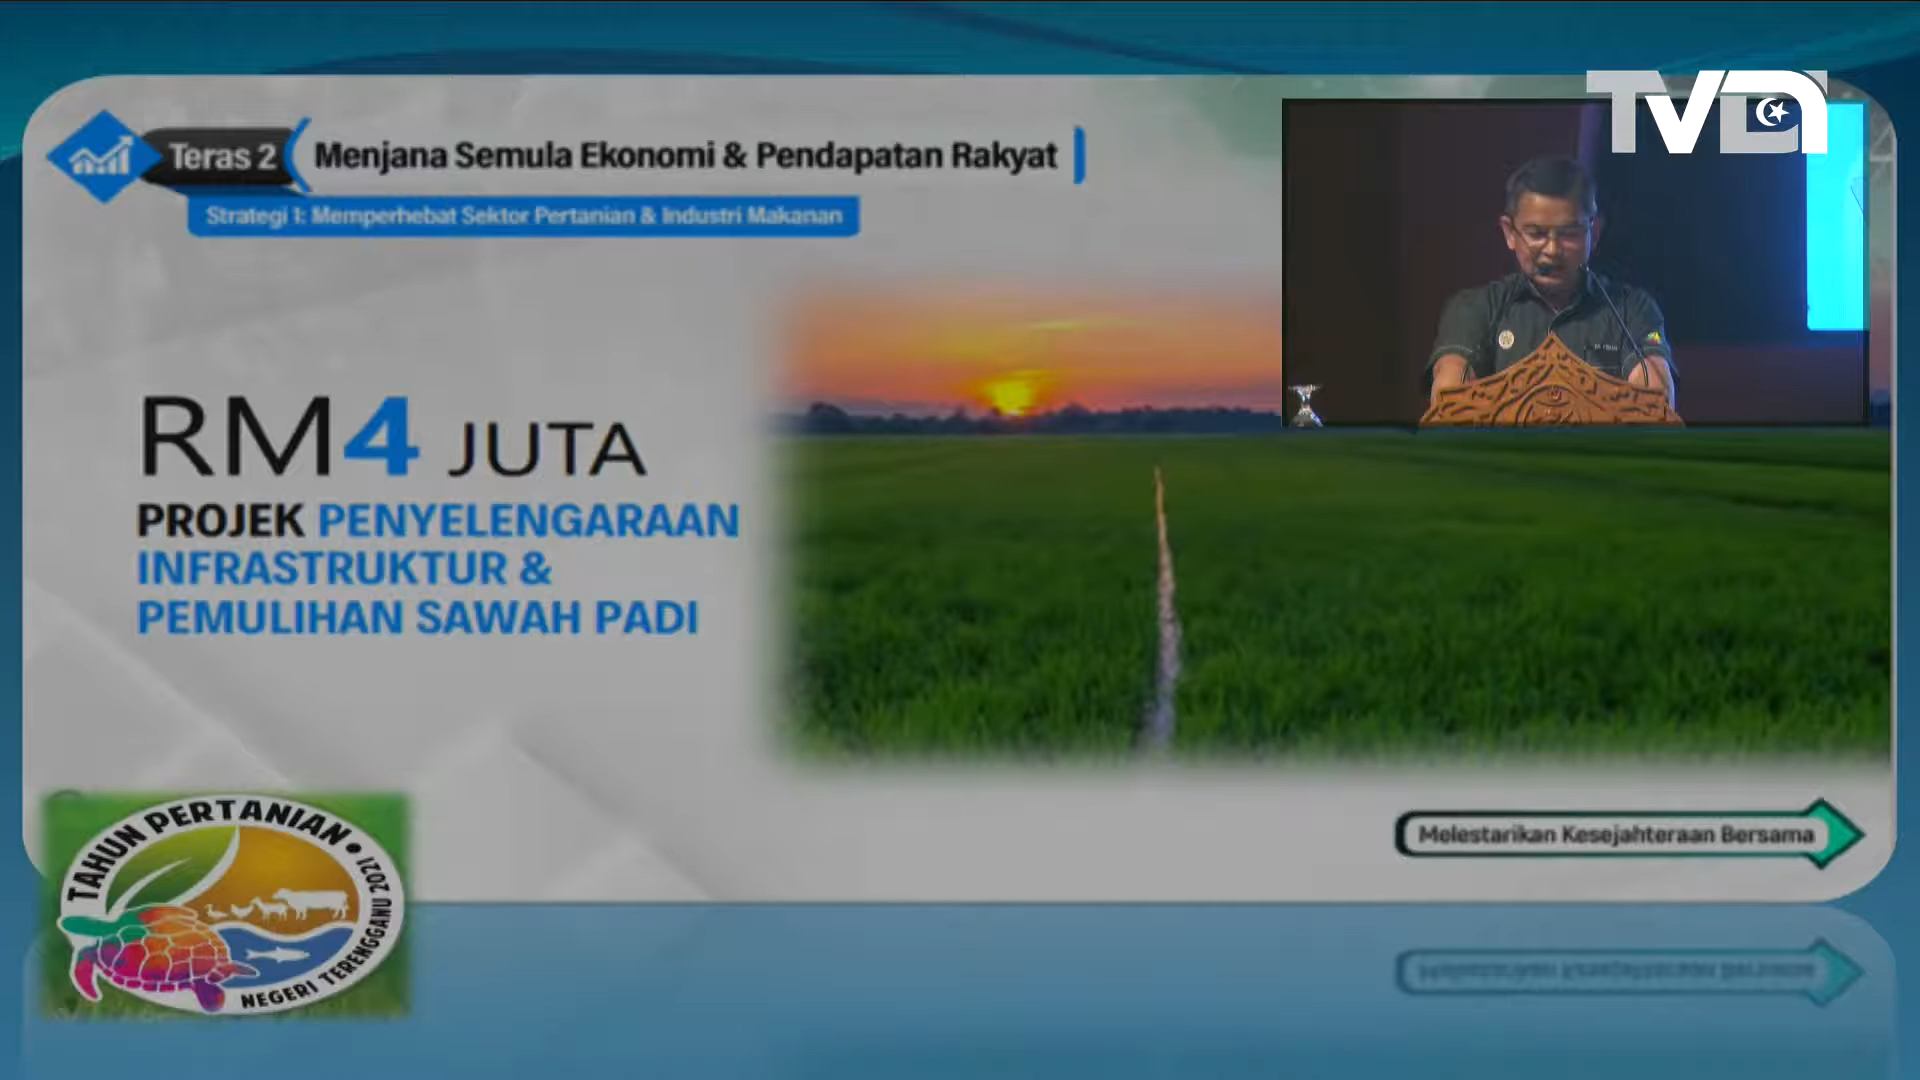 TVDI
Teras 2
Menjana Semula Ekonomi & Pendapatan Rakyat
Strategi 1: Memperhebat Sektor Pertanian & Industri Makanan
RM4 JUTA
PROJEK PENYELENGARAAN
INFRASTRUKTUR &
PEMULIHAN SAWAH PADI
Melestarikan Kesejahteraan Bersama
TAHUN PERTANIAN • NEGERI TERENGGANU 2021